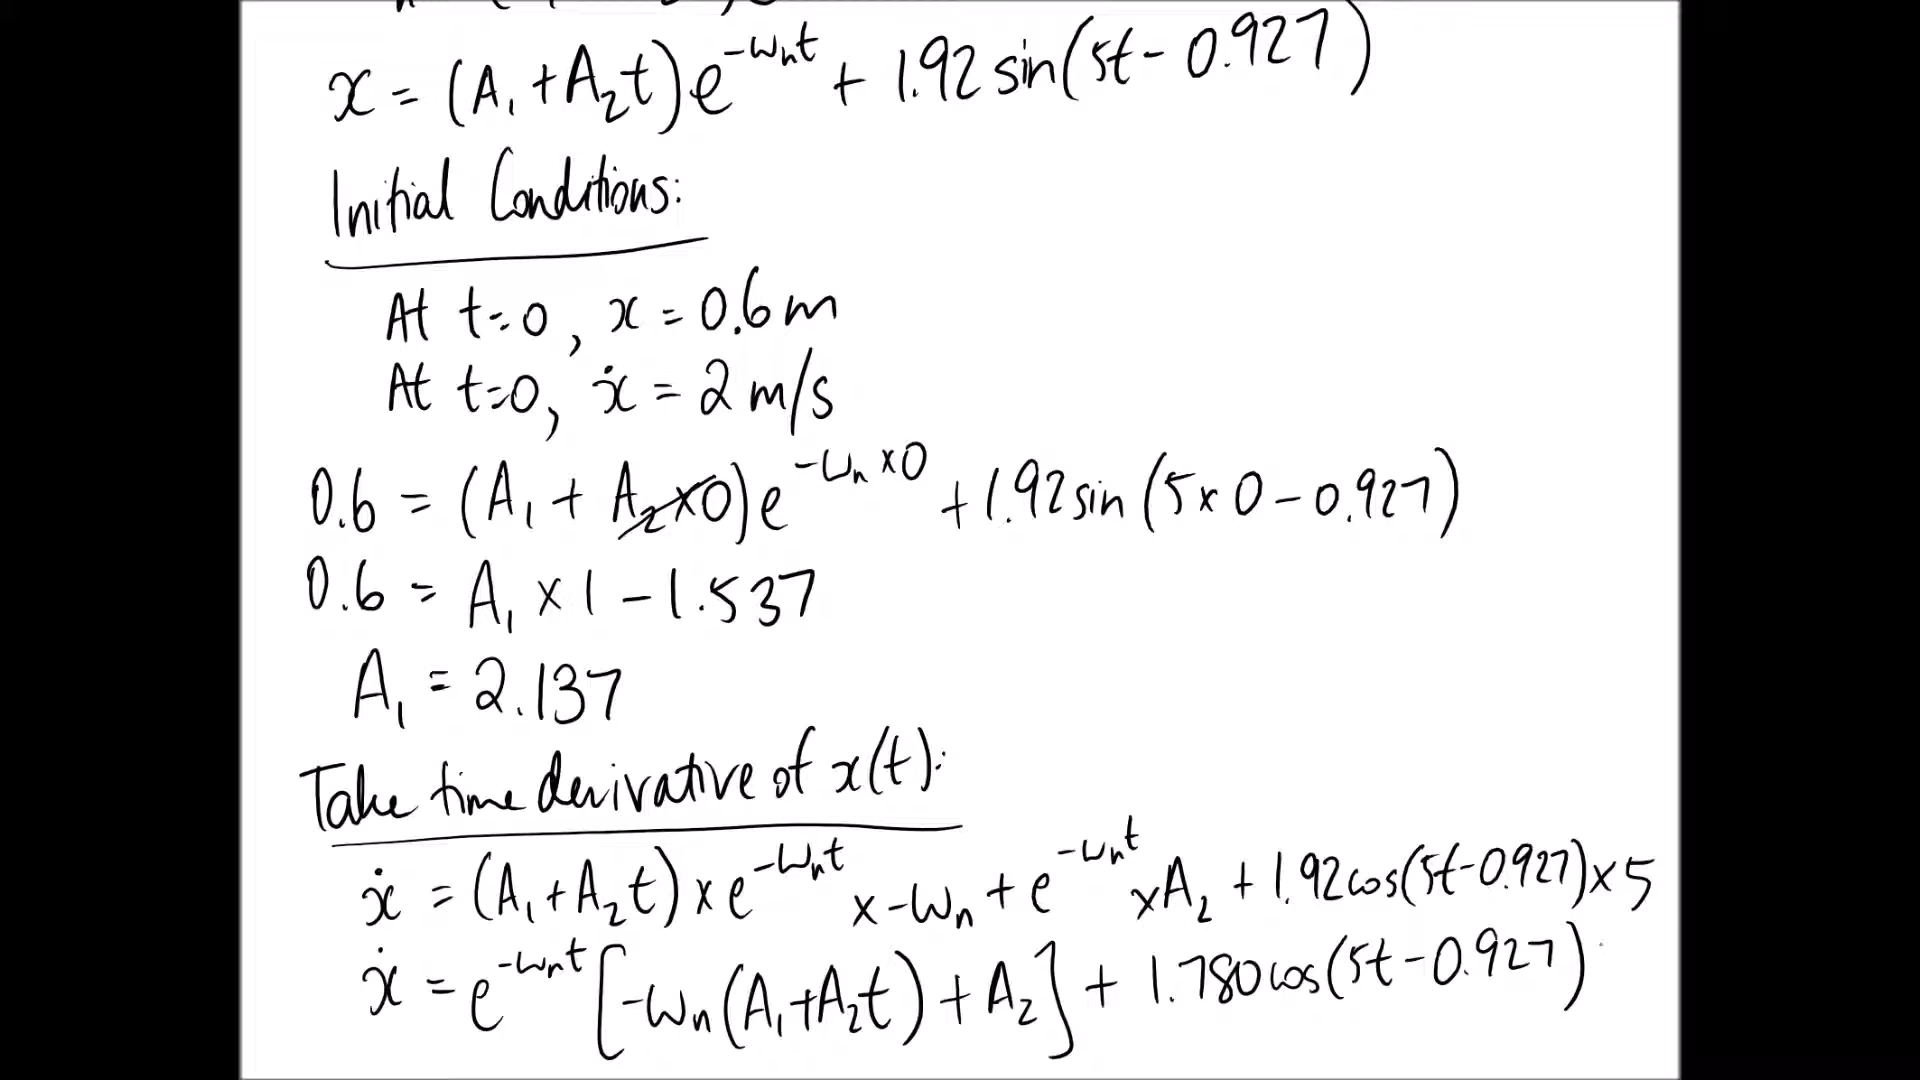 x = (A₁ + A₂t)e^(-ωₙt) + 1.92 sin(5t - 0.927)
Initial Conditions:
At t=0, x = 0.6 m
At t=0, ẋ = 2 m/s
0.6 = (A₁ + A₂×0)e^(-ωₙ×0) + 1.92 sin(5×0 - 0.927)
0.6 = A₁ × 1 - 1.537
A₁ = 2.137
Take time derivative of x(t):
ẋ = (A₁ + A₂t) × e^(-ωₙt) × -ωₙ + e^(-ωₙt) × A₂ + 1.92 cos(5t - 0.927) × 5
ẋ = e^(-ωₙt) [-ωₙ(A₁ + A₂t) + A₂] + 1.780 cos(5t - 0.927)